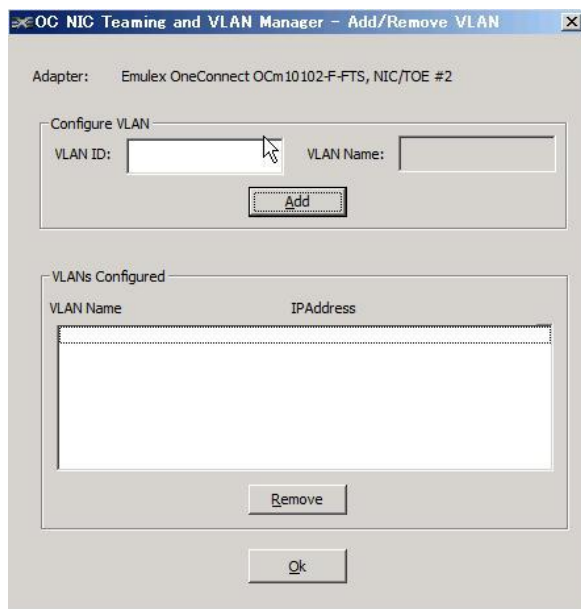 OC NIC Teaming and VLAN Manager - Add/Remove VLAN
Adapter: Emulex OneConnect OCm10102-F-FTS, NIC/TOE #2
Configure VLAN
VLAN ID: VLAN Name:
Add
VLANs Configured
VLAN Name IPAddress
Remove
Ok